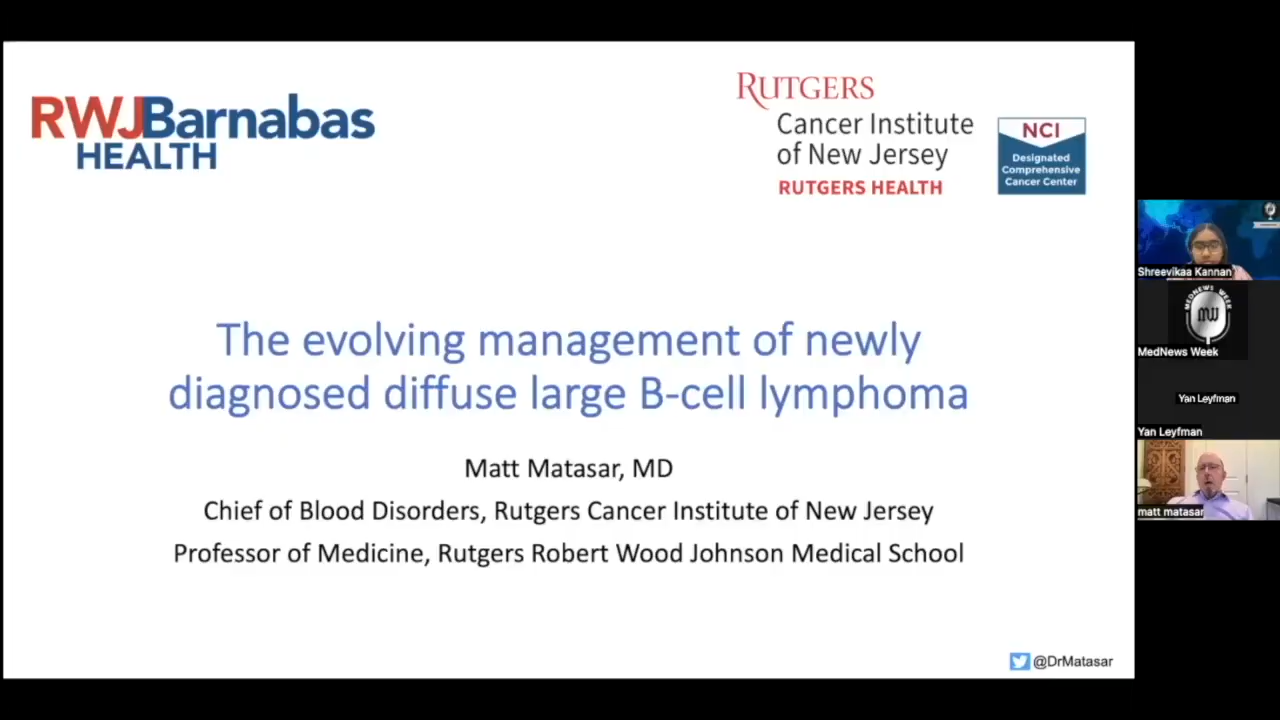 RWJBarnabas
HEALTH
RUTGERS
Cancer Institute
of New Jersey
RUTGERS HEALTH
NCI
Designated
Comprehensive
Cancer Center
The evolving management of newly
diagnosed diffuse large B-cell lymphoma
Matt Matasar, MD
Chief of Blood Disorders, Rutgers Cancer Institute of New Jersey
Professor of Medicine, Rutgers Robert Wood Johnson Medical School
@DrMatasar
Shreevikaa Kannan
MEDNEWS WEEK
MW
MedNews Week
Yan Leyfman
Yan Leyfman
matt matasar